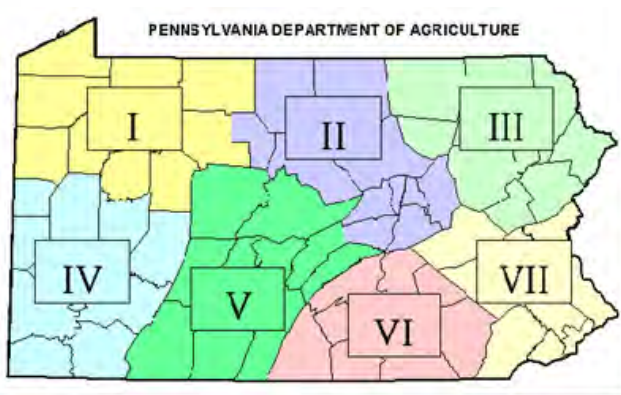 PENNSYLVANIA DEPARTMENT OF AGRICULTURE
I
II
III
IV
V
VI
VII